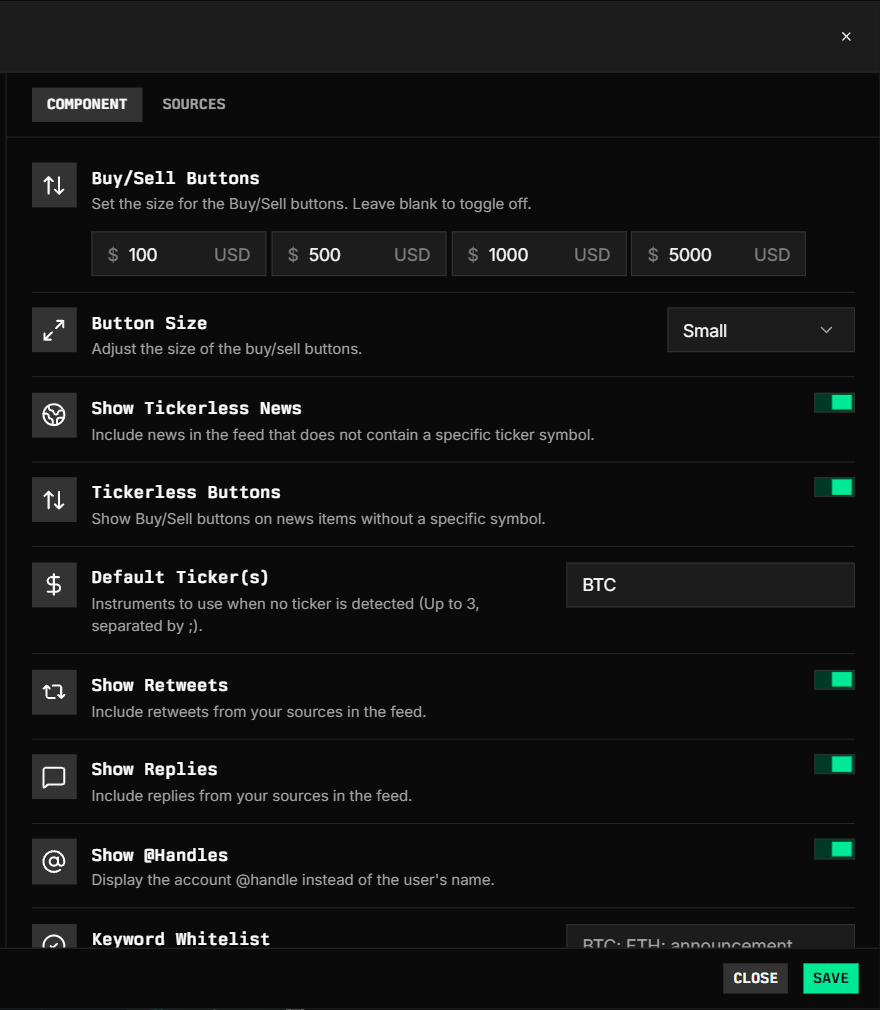 COMPONENT SOURCES
Buy/Sell Buttons
Set the size for the Buy/Sell buttons. Leave blank to toggle off.
$ 100 USD $ 500 USD $ 1000 USD $ 5000 USD
Button Size
Adjust the size of the buy/sell buttons.
Small
Show Tickerless News
Include news in the feed that does not contain a specific ticker symbol.
Tickerless Buttons
Show Buy/Sell buttons on news items without a specific symbol.
Default Ticker(s)
Instruments to use when no ticker is detected (Up to 3,
separated by ;).
BTC
Show Retweets
Include retweets from your sources in the feed.
Show Replies
Include replies from your sources in the feed.
Show @Handles
Display the account @handle instead of the user's name.
Keyword Whitelist
BTC; ETH; announcement
CLOSE SAVE